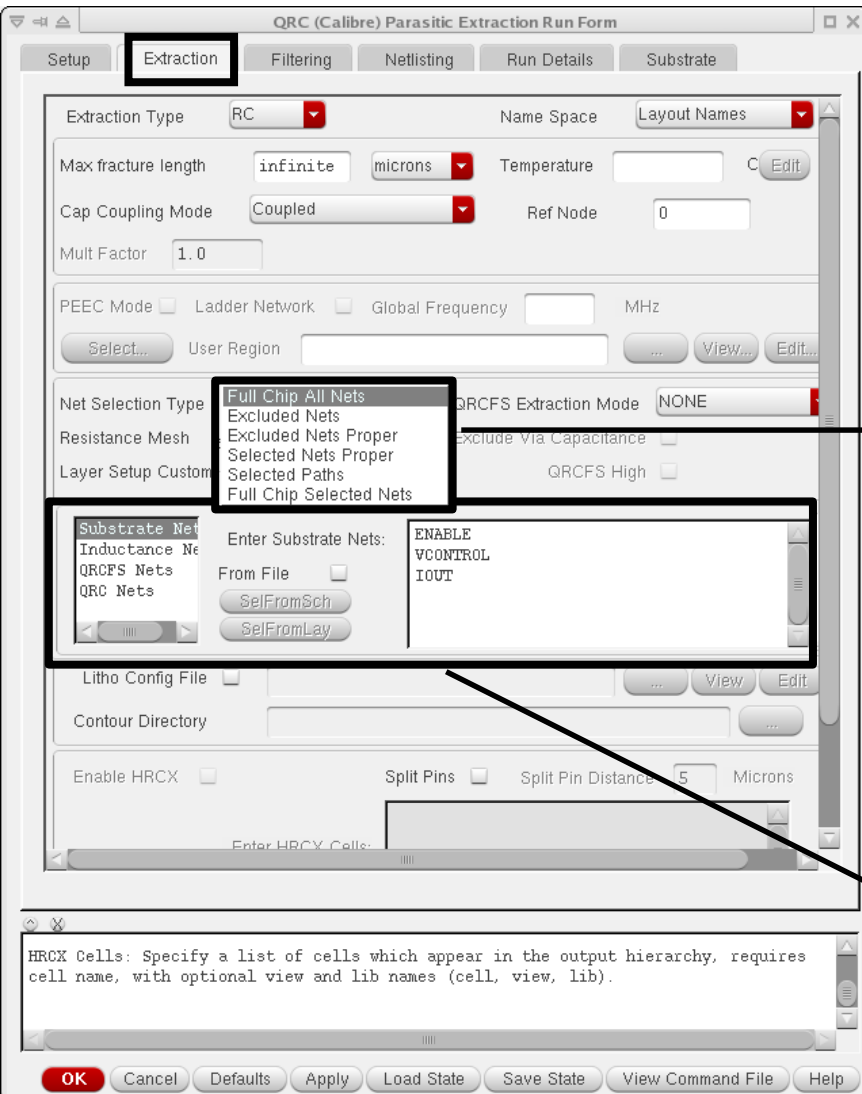 QRC (Calibre) Parasitic Extraction Run Form
Setup Extraction Filtering Netlisting Run Details Substrate
Extraction Type RC Name Space Layout Names
Max fracture length infinite microns Temperature C Edit
Cap Coupling Mode Coupled Ref Node 0
Mult Factor 1.0
PEEC Mode Ladder Network Global Frequency MHz
Select... User Region ... View... Edit...
Net Selection Type Full Chip All Nets QRCFS Extraction Mode NONE
Excluded Nets
Resistance Mesh Excluded Nets Proper Exclude Via Capacitance
Selected Nets Proper
Layer Setup Custom Selected Paths QRCFS High
Full Chip Selected Nets
Substrate Net Enter Substrate Nets: ENABLE
Inductance Ne VCONTROL
QRCFS Nets From File IOUT
QRC Nets SelFromSch
SelFromLay
Litho Config File ... View Edit
Contour Directory ...
Enable HRCX Split Pins Split Pin Distance 5 Microns
Enter HRCX Cells:
HRCX Cells: Specify a list of cells which appear in the output hierarchy, requires
cell name, with optional view and lib names (cell, view, lib).
OK Cancel Defaults Apply Load State Save State View Command File Help